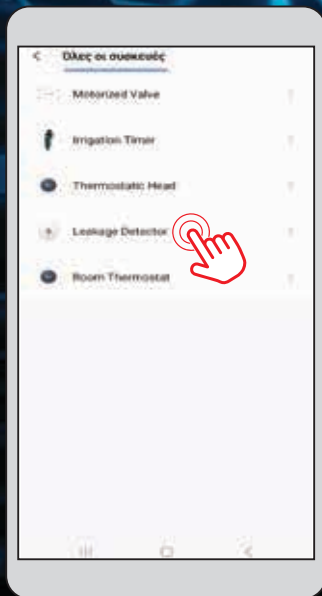 Όλες οι συσκευές
Motorized Valve
Irrigation Timer
Thermostatic Head
Leakage Detector
Room Thermostat